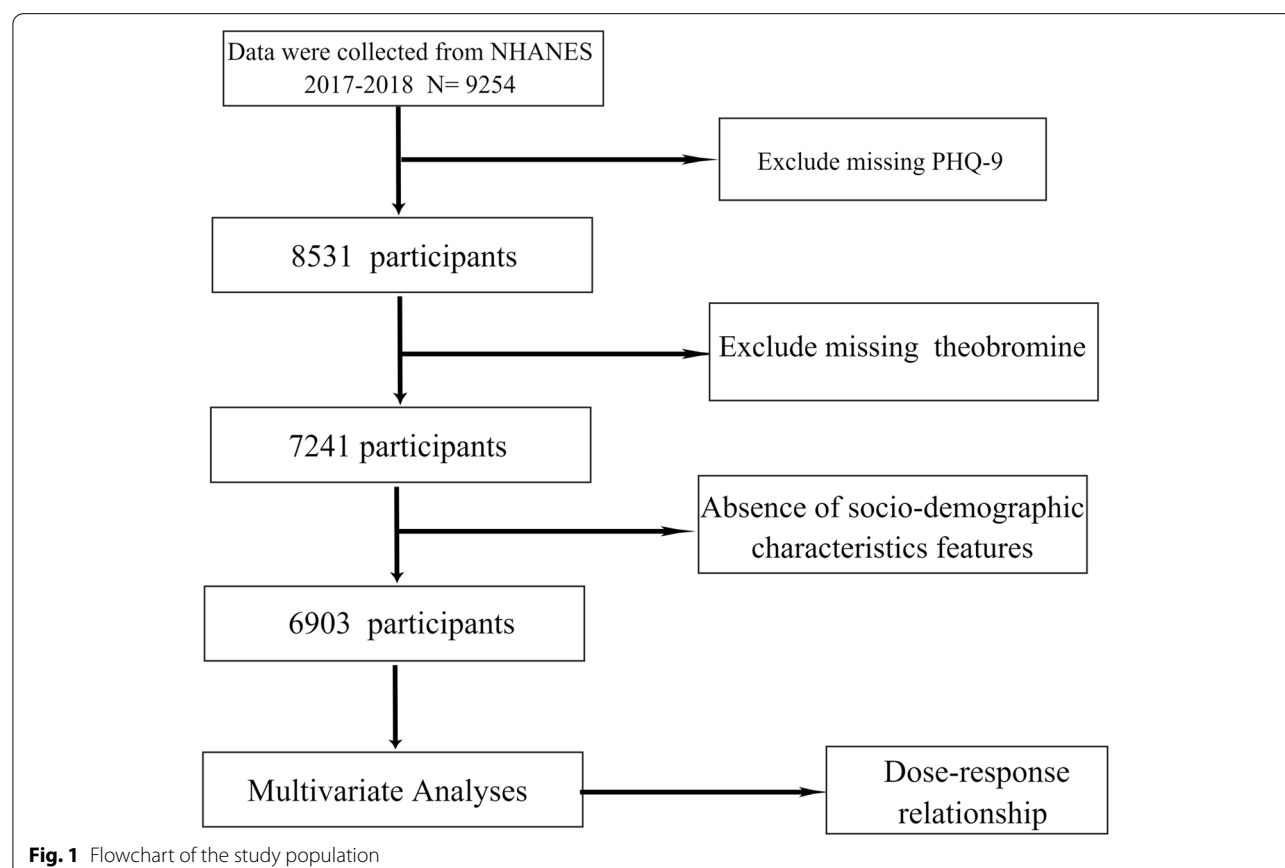 Data were collected from NHANES
2017-2018 N= 9254
Exclude missing PHQ-9
8531 participants
Exclude missing theobromine
7241 participants
Absence of socio-demographic
characteristics features
6903 participants
Multivariate Analyses
Dose-response
relationship
Fig. 1 Flowchart of the study population